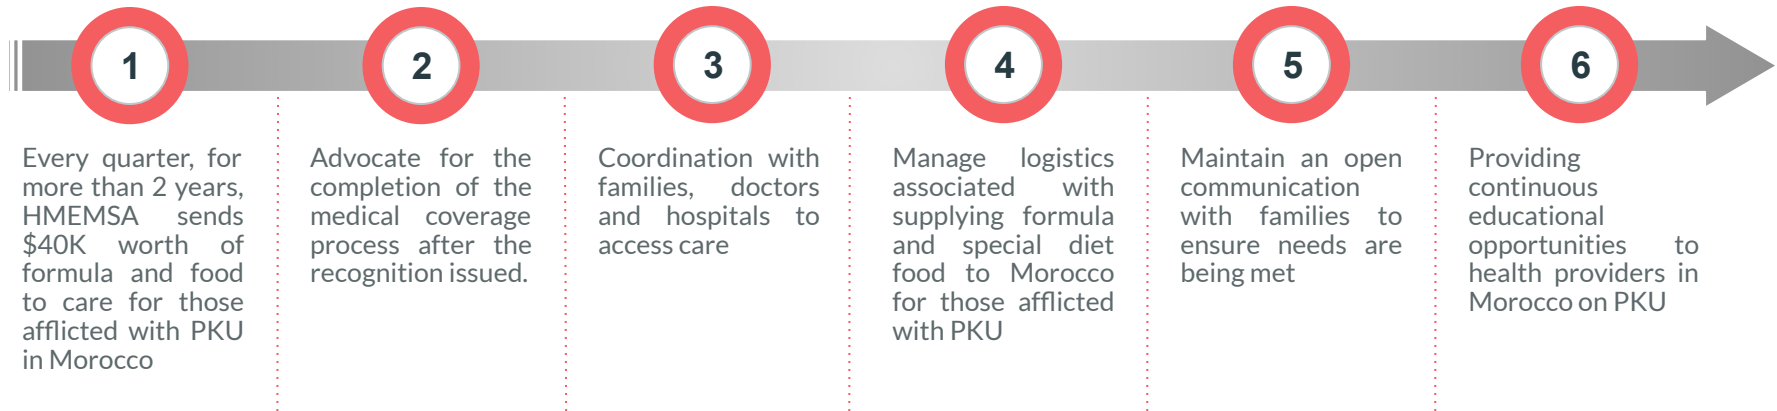 1
Every quarter, for
more than 2 years,
HMEMSA sends
$40K worth of
formula and food
to care for those
afflicted with PKU
in Morocco
2
Advocate for the
completion of the
medical coverage
process after the
recognition issued.
3
Coordination with
families, doctors
and hospitals to
access care
4
Manage logistics
associated with
supplying formula
and special diet
food to Morocco
for those afflicted
with PKU
5
Maintain an open
communication
with families to
ensure needs are
being met
6
Providing
continuous
educational
opportunities to
health providers in
Morocco on PKU